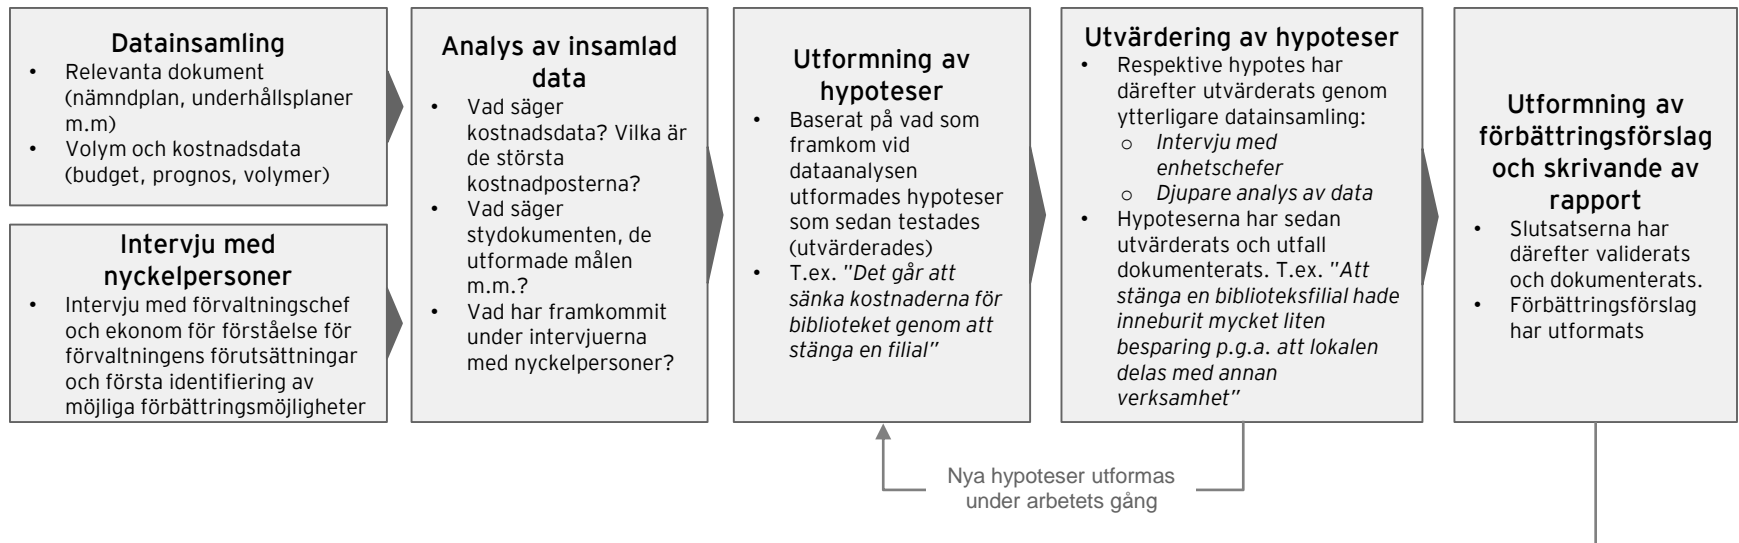 Datainsamling
• Relevanta dokument
(nämndplan, underhållsplaner
m.m)
• Volym och kostnadsdata
(budget, prognos, volymer)
Intervju med
nyckelpersoner
• Intervju med förvaltningschef
och ekonom för förståelse för
förvaltningens förutsättningar
och första identifiering av
möjliga förbättringsmöjligheter
Analys av insamlad
data
• Vad säger
kostnadsdata? Vilka är
de största
kostnadposterna?
• Vad säger
stydokumenten, de
utformade målen
m.m.?
• Vad har framkommit
under intervjuerna
med nyckelpersoner?
Utformning av
hypoteser
• Baserat på vad som
framkom vid
dataanalysen
utformades hypoteser
som sedan testades
(utvärderades)
• T.ex. ”Det går att
sänka kostnaderna för
biblioteket genom att
stänga en filial”
Utvärdering av hypoteser
• Respektive hypotes har
därefter utvärderats genom
ytterligare datainsamling:
o Intervju med
enhetschefer
o Djupare analys av data
• Hypoteserna har sedan
utvärderats och utfall
dokumenterats. T.ex. ”Att
stänga en biblioteksfilial hade
inneburit mycket liten
besparing p.g.a. att lokalen
delas med annan
verksamhet”
Utformning av
förbättringsförslag
och skrivande av
rapport
• Slutsatserna har
därefter validerats
och dokumenterats.
• Förbättringsförslag
har utformats
Nya hypoteser utformas
under arbetets gång